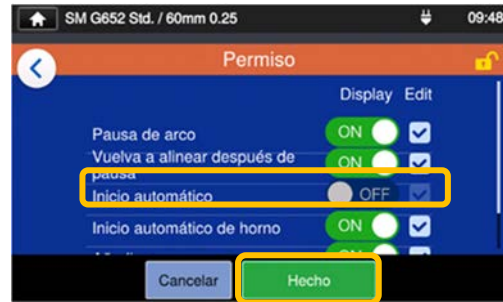 SM G652 Std. / 60mm 0.25 09:48
Permiso
Display Edit
Pausa de arco ON
Vuelva a alinear después de pausa ON
Inicio automático OFF
Inicio automático de horno ON
ON
Cancelar Hecho